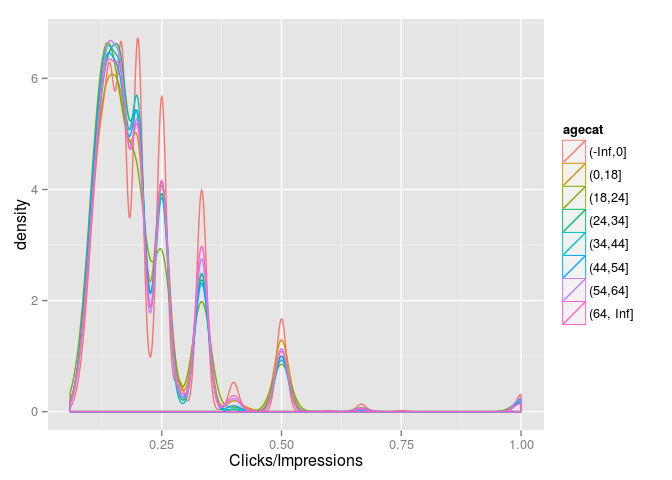 density
6
4
2
0
0.25
0.50
0.75
1.00
Clicks/Impressions
agecat
(-Inf,0]
(0,18]
(18,24]
(24,34]
(34,44]
(44,54]
(54,64]
(64, Inf]